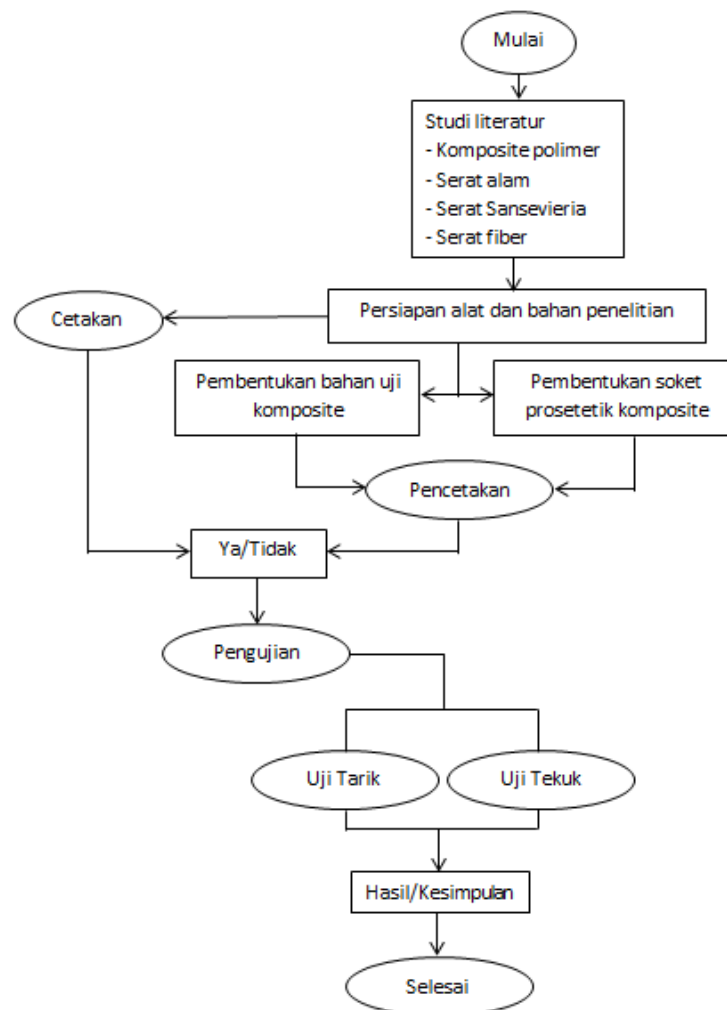 Mulai
Studi literatur
- Komposite polimer
- Serat alam
- Serat Sansevieria
- Serat fiber
Persiapan alat dan bahan penelitian
Cetakan
Pembentukan bahan uji
komposite
Pembentukan soket
prosetetik komposite
Pencetakan
Ya/Tidak
Pengujian
Uji Tarik
Uji Tekuk
Hasil/Kesimpulan
Selesai